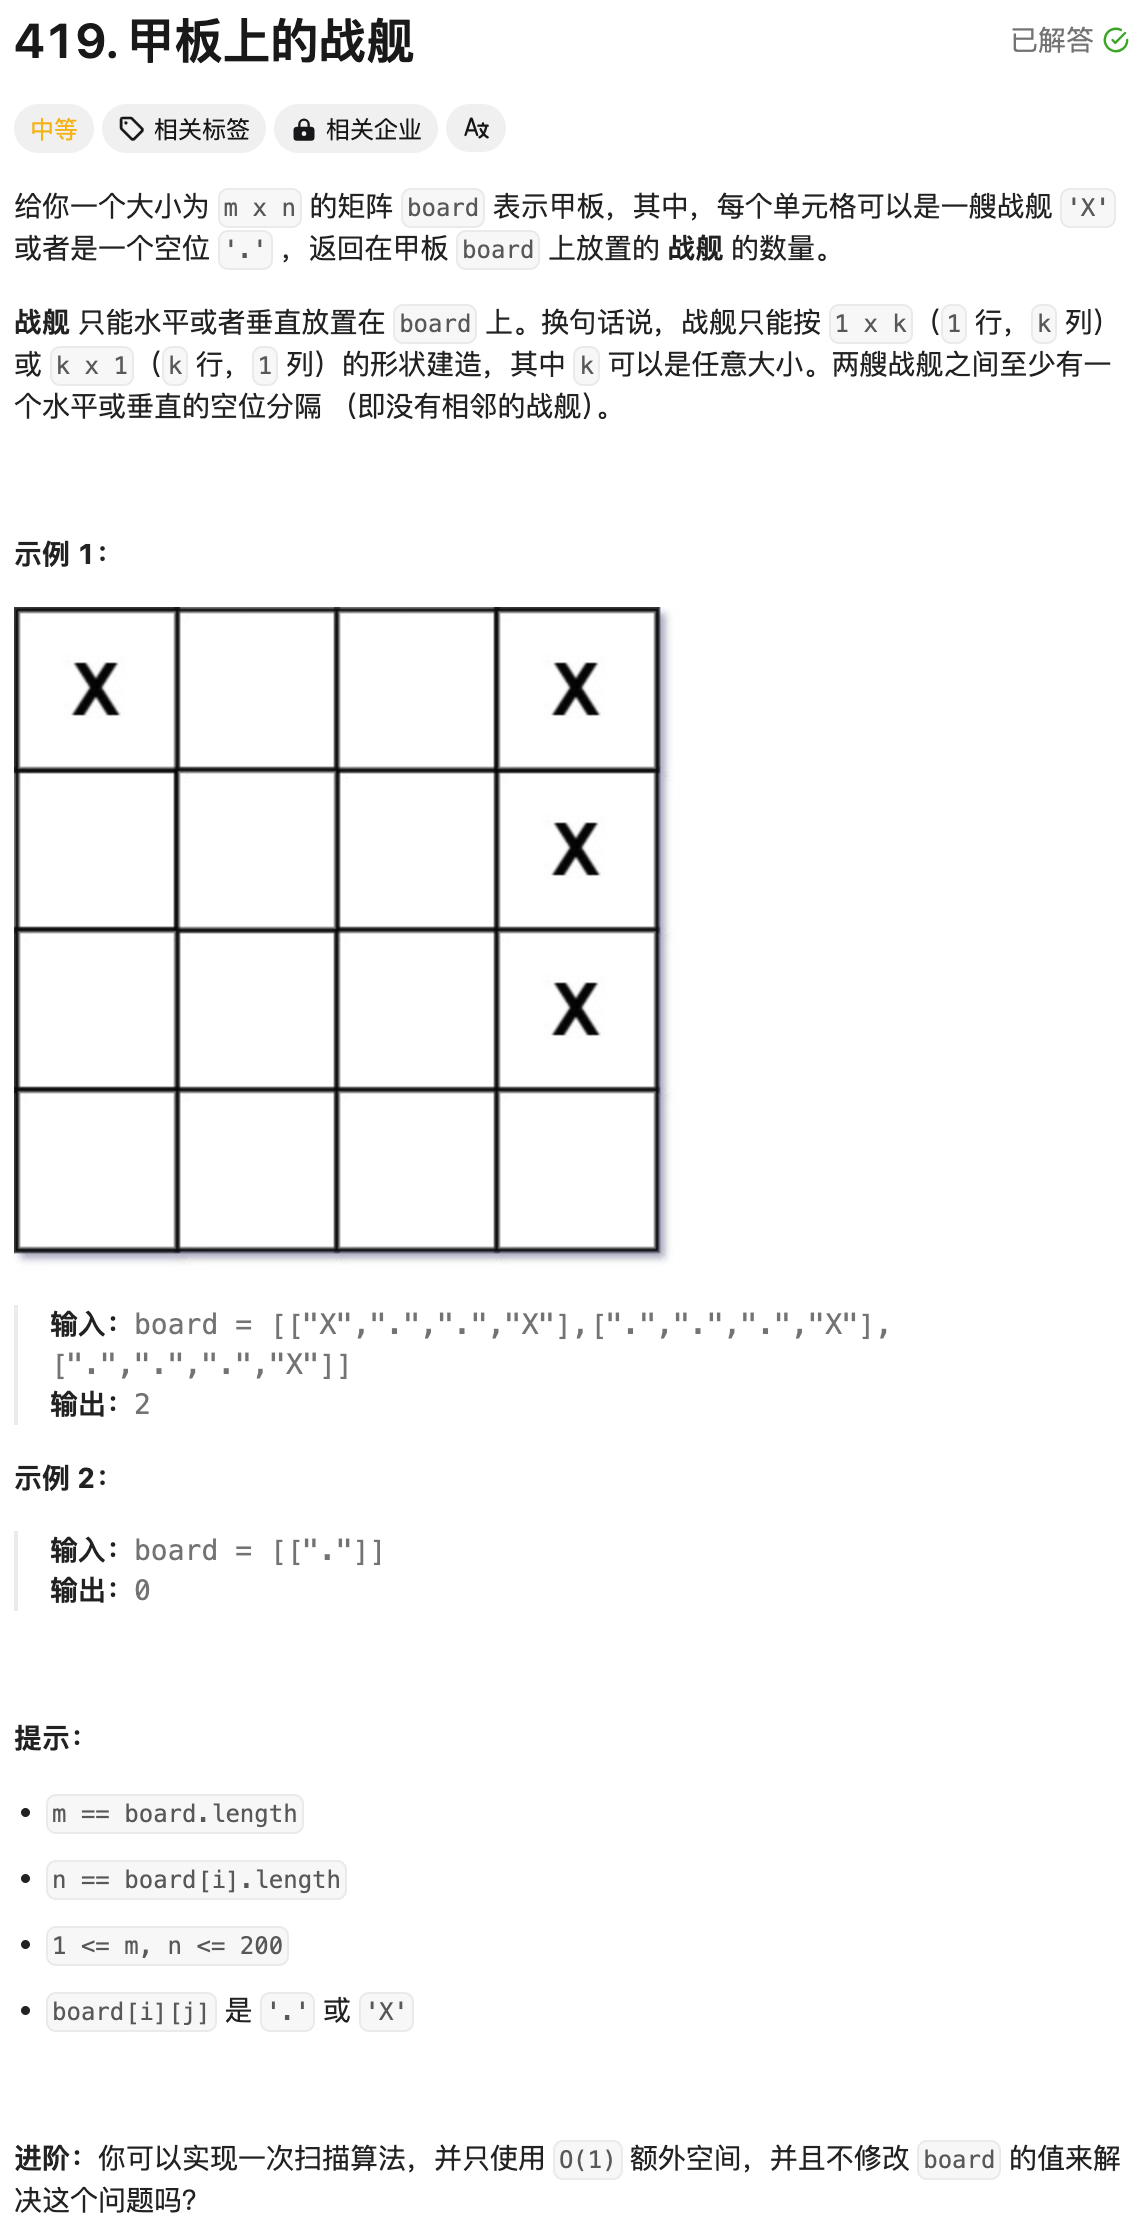 419. 甲板上的战舰
已解答
中等
相关标签
相关企业
给你一个大小为 m x n 的矩阵 board 表示甲板，其中，每个单元格可以是一艘战舰 'X'
或者是一个空位 '.' ，返回在甲板 board 上放置的 战舰 的数量。
战舰 只能水平或者垂直放置在 board 上。换句话说，战舰只能按 1 x k（1 行，k 列）
或 k x 1（k 行，1 列）的形状建造，其中 k 可以是任意大小。两艘战舰之间至少有一
个水平或垂直的空位分隔 （即没有相邻的战舰）。
示例 1：
X X
X
X
输入：board = [["X",".",".","X"],[".",".",".","X"],
[".",".",".","X"]]
输出：2
示例 2：
输入：board = [["."]]
输出：0
提示：
m == board.length
n == board[i].length
1 <= m, n <= 200
board[i][j] 是 '.' 或 'X'
进阶：你可以实现一次扫描算法，并只使用 O(1) 额外空间，并且不修改 board 的值来解
决这个问题吗？